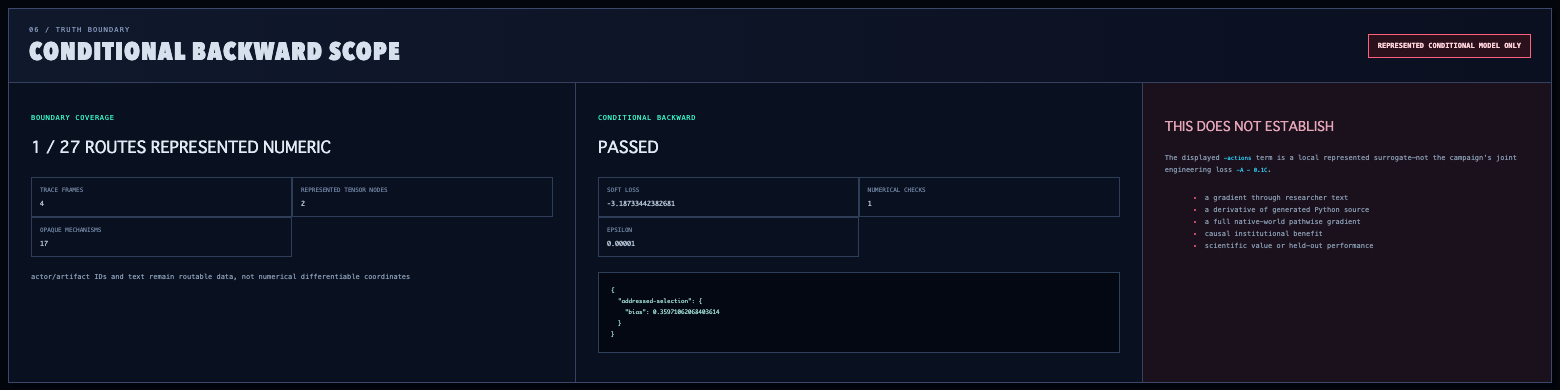 06 / TRUTH BOUNDARY
CONDITIONAL BACKWARD SCOPE
REPRESENTED CONDITIONAL MODEL ONLY
BOUNDARY COVERAGE
1 / 27 ROUTES REPRESENTED NUMERIC
TRACE FRAMES
4
REPRESENTED TENSOR NODES
2
OPAQUE MECHANISMS
17
actor/artifact IDs and text remain routable data, not numerical differentiable coordinates
CONDITIONAL BACKWARD
PASSED
SOFT LOSS
-3.18733442382681
NUMERICAL CHECKS
1
EPSILON
0.00001
{
"addressed-selection": {
"bias": 0.35971062068403614
}
}
THIS DOES NOT ESTABLISH
The displayed −actions term is a local represented surrogate—not the campaign's joint
engineering loss −A − 0.1C.
• a gradient through researcher text
• a derivative of generated Python source
• a full native-world pathwise gradient
• causal institutional benefit
• scientific value or held-out performance